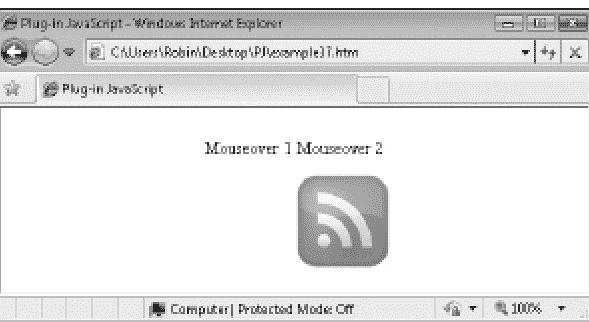 Plug-in JavaScript - Windows Internet Explorer
C:\Users\Robin\Desktop\PJ\example37.htm
Plug-in JavaScript
Mouseover 1 Mouseover 2
Computer | Protected Mode: Off
100%